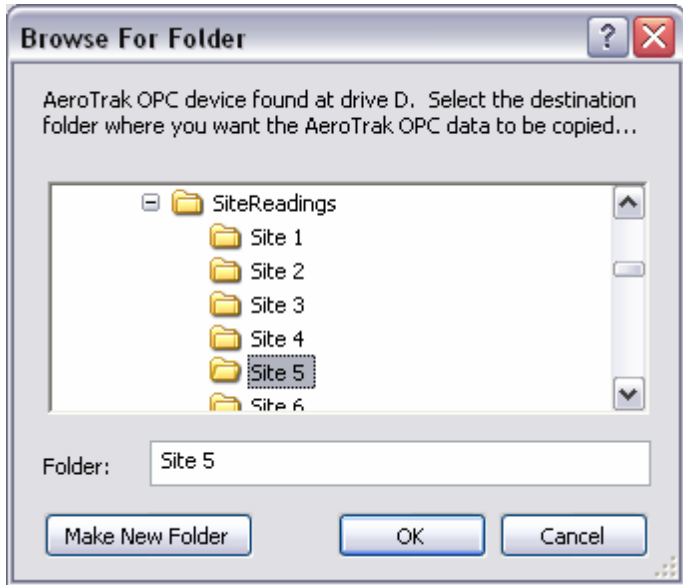 Browse For Folder
AeroTrak OPC device found at drive D. Select the destination
folder where you want the AeroTrak OPC data to be copied...
SiteReadings
Site 1
Site 2
Site 3
Site 4
Site 5
Site 6
Folder: Site 5
Make New Folder OK Cancel